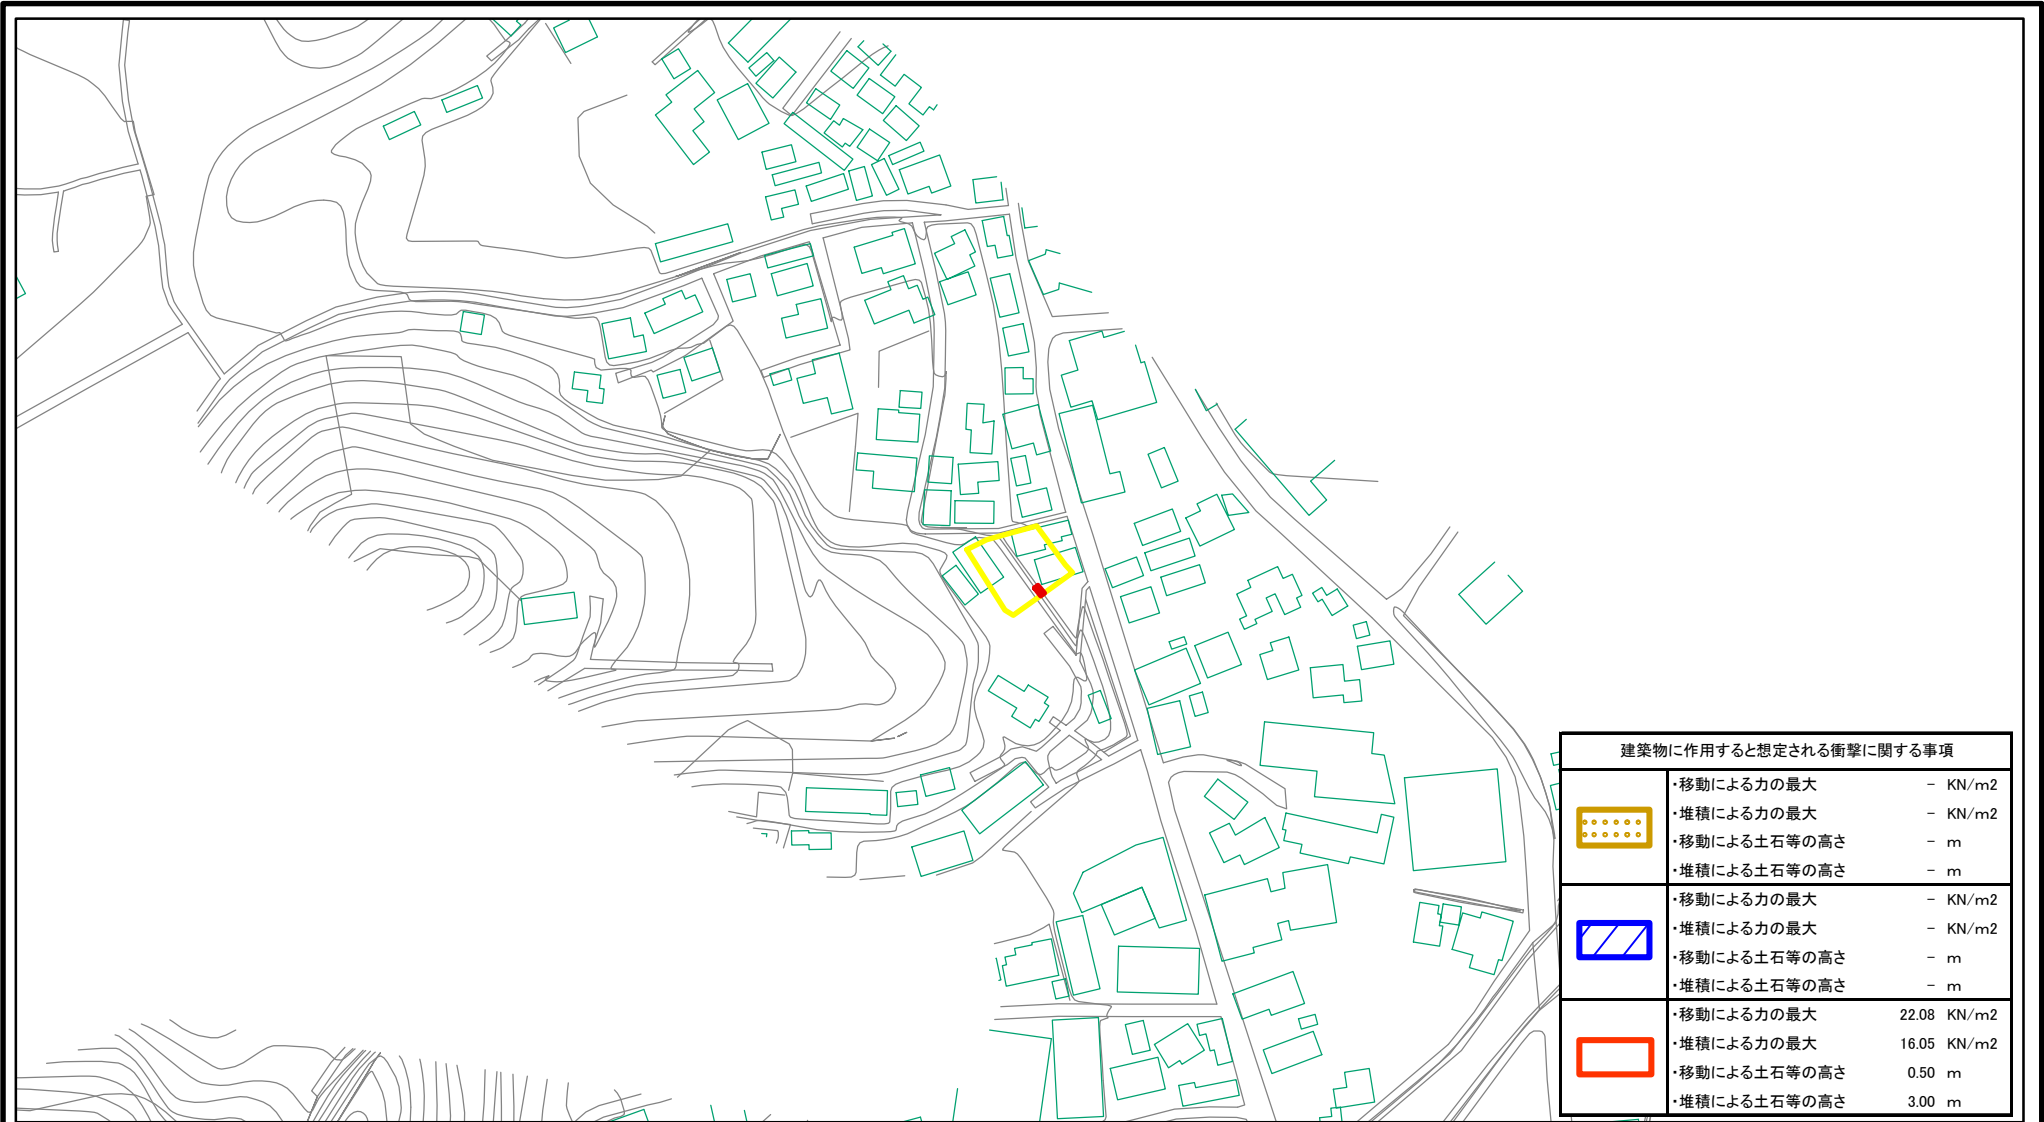 建築物に作用すると想定される衝撃に関する事項
・移動による力の最大 － KN/m2
・堆積による力の最大 － KN/m2
・移動による土石等の高さ － m
・堆積による土石等の高さ － m
・移動による力の最大 － KN/m2
・堆積による力の最大 － KN/m2
・移動による土石等の高さ － m
・堆積による土石等の高さ － m
・移動による力の最大 22.08 KN/m2
・堆積による力の最大 16.05 KN/m2
・移動による土石等の高さ 0.50 m
・堆積による土石等の高さ 3.00 m